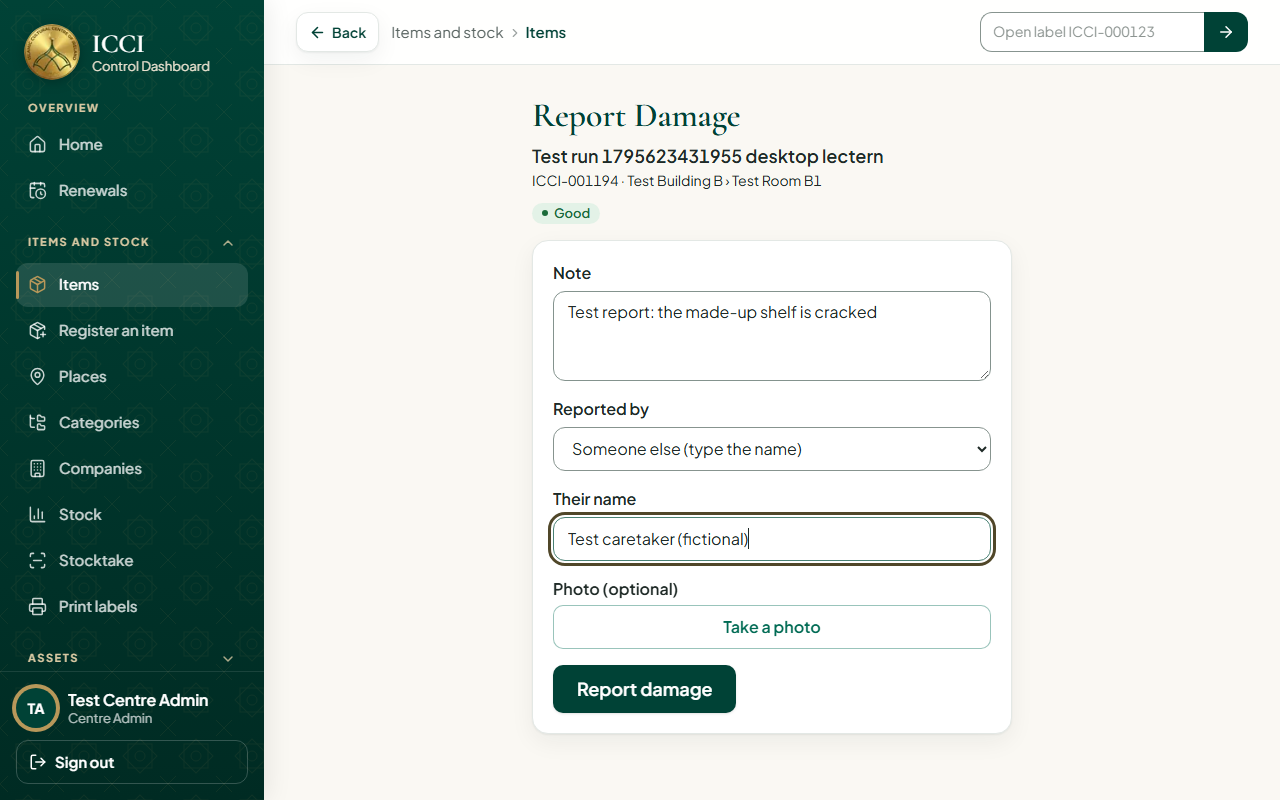 ICCI
Control Dashboard
OVERVIEW
Home
Renewals
ITEMS AND STOCK
Items
Register an item
Places
Categories
Companies
Stock
Stocktake
Print labels
ASSETS
TA
Test Centre Admin
Centre Admin
Sign out
Back
Items and stock › Items
Open label ICCI-000123
Report Damage
Test run 1795623431955 desktop lectern
ICCI-001194 · Test Building B › Test Room B1
Good
Note
Test report: the made-up shelf is cracked
Reported by
Someone else (type the name)
Their name
Test caretaker (fictional)
Photo (optional)
Take a photo
Report damage